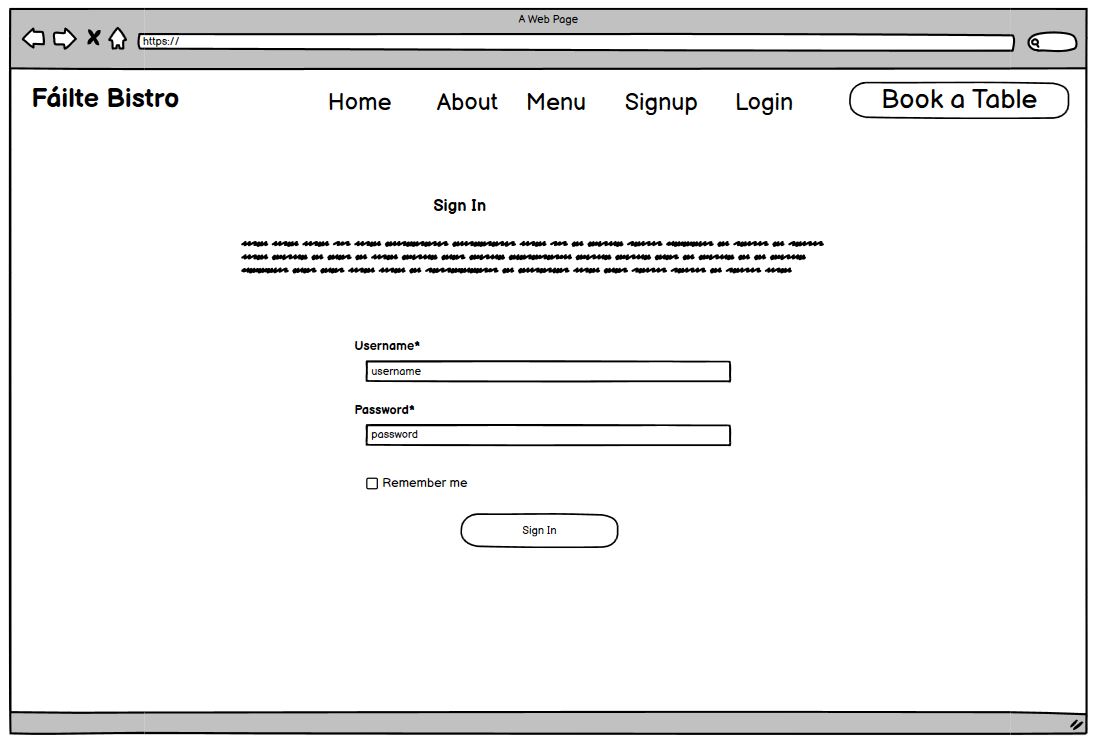 A Web Page
https://
Fáilte Bistro Home About Menu Signup Login Book a Table
Sign In
Username*
username
Password*
password
Remember me
Sign In